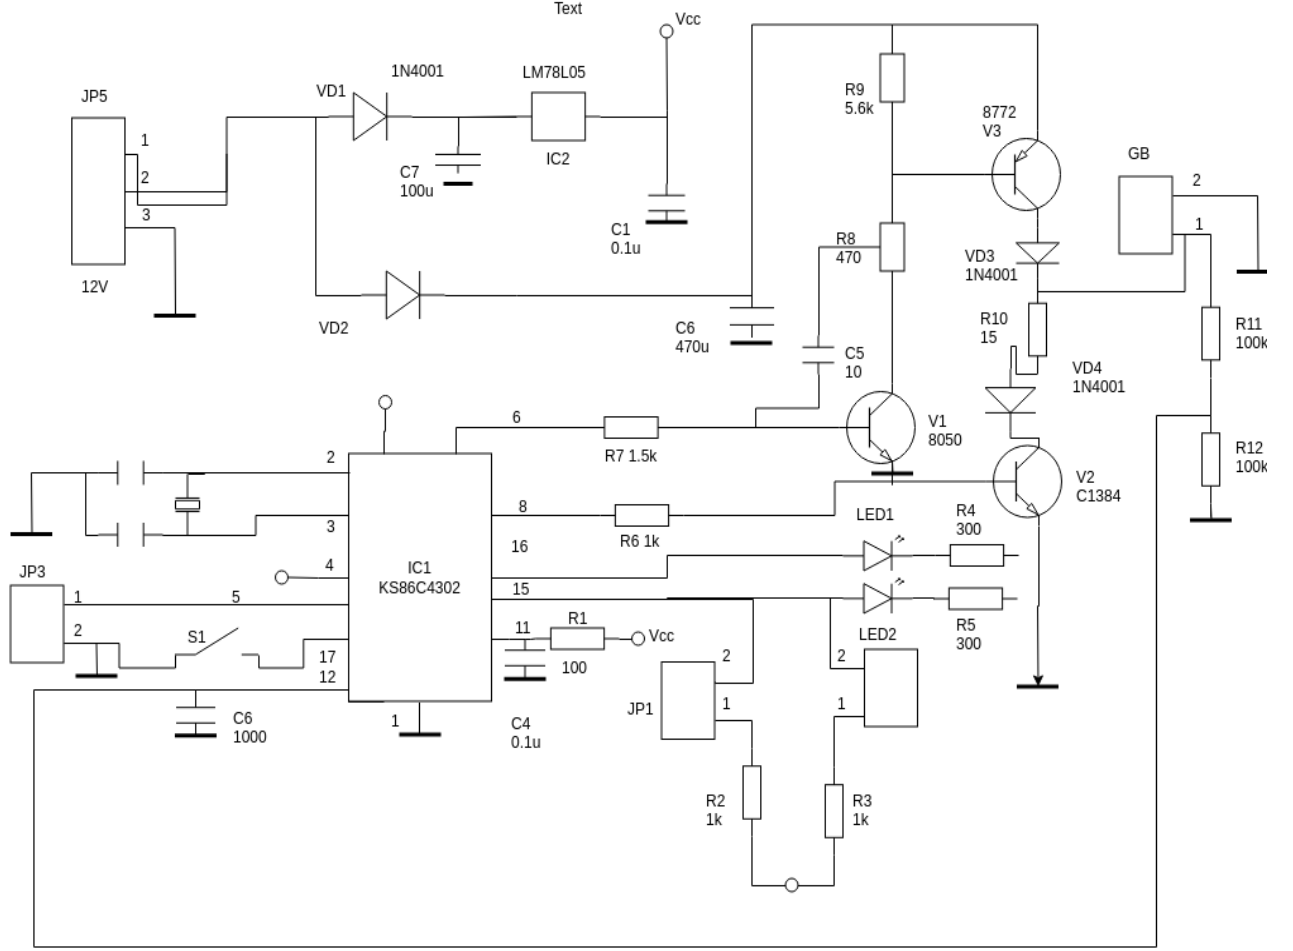 Text
Vcc
1N4001
LM78L05
VD1
JP5
R9
5.6k
8772
V3
1
IC2
GB
C7
100u
2
2
3
1
C1
0.1u
R8
470
VD3
1N4001
12V
VD2
C6
470u
R10
15
R11
100k
C5
10
VD4
1N4001
6
V1
8050
R7 1.5k
R12
100k
2
V2
C1384
8
LED1
R4
300
3
R6 1k
16
4
IC1
KS86C4302
JP3
15
1
5
R1
11
Vcc
R5
300
2
S1
LED2
17
100
2
2
12
JP1
1
1
C6
1000
1
C4
0.1u
R2
1k
R3
1k